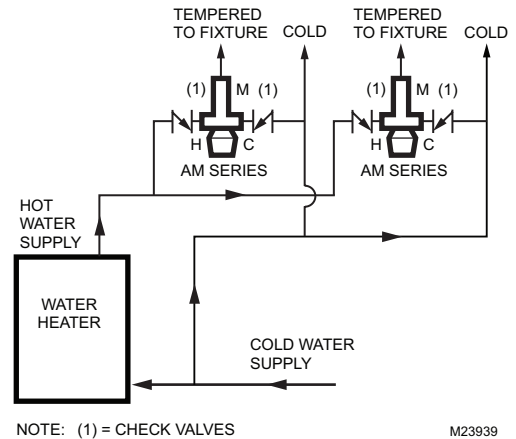 TEMPERED
TO FIXTURE
COLD
TEMPERED
TO FIXTURE
COLD
(1)
M
(1)
(1)
M
(1)
H
C
H
C
AM SERIES
AM SERIES
HOT
WATER
SUPPLY
WATER
HEATER
COLD WATER
SUPPLY
NOTE: (1) = CHECK VALVES
M23939